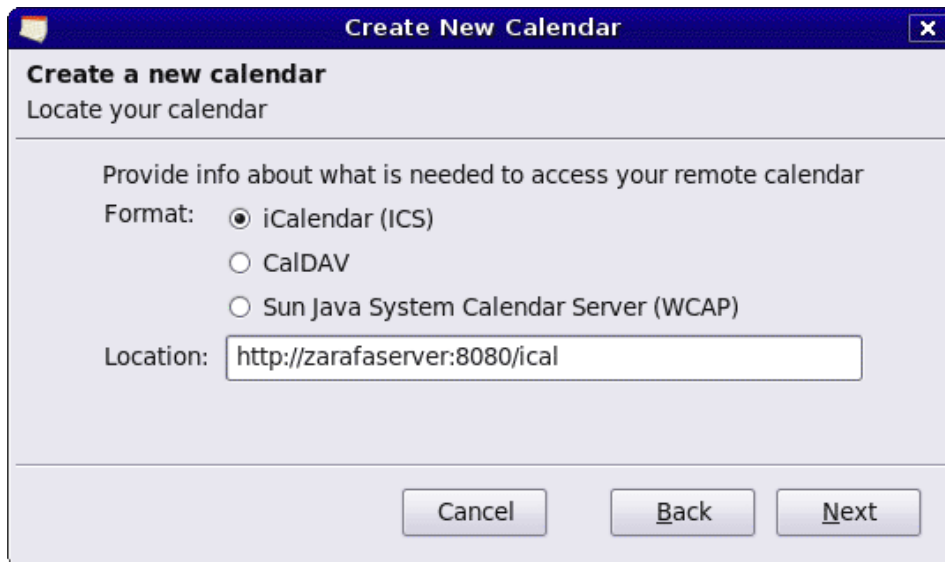 Create New Calendar
Create a new calendar
Locate your calendar
Provide info about what is needed to access your remote calendar
Format:
iCalendar (ICS)
CalDAV
Sun Java System Calendar Server (WCAP)
Location: http://zarafaserver:8080/ical
Cancel Back Next